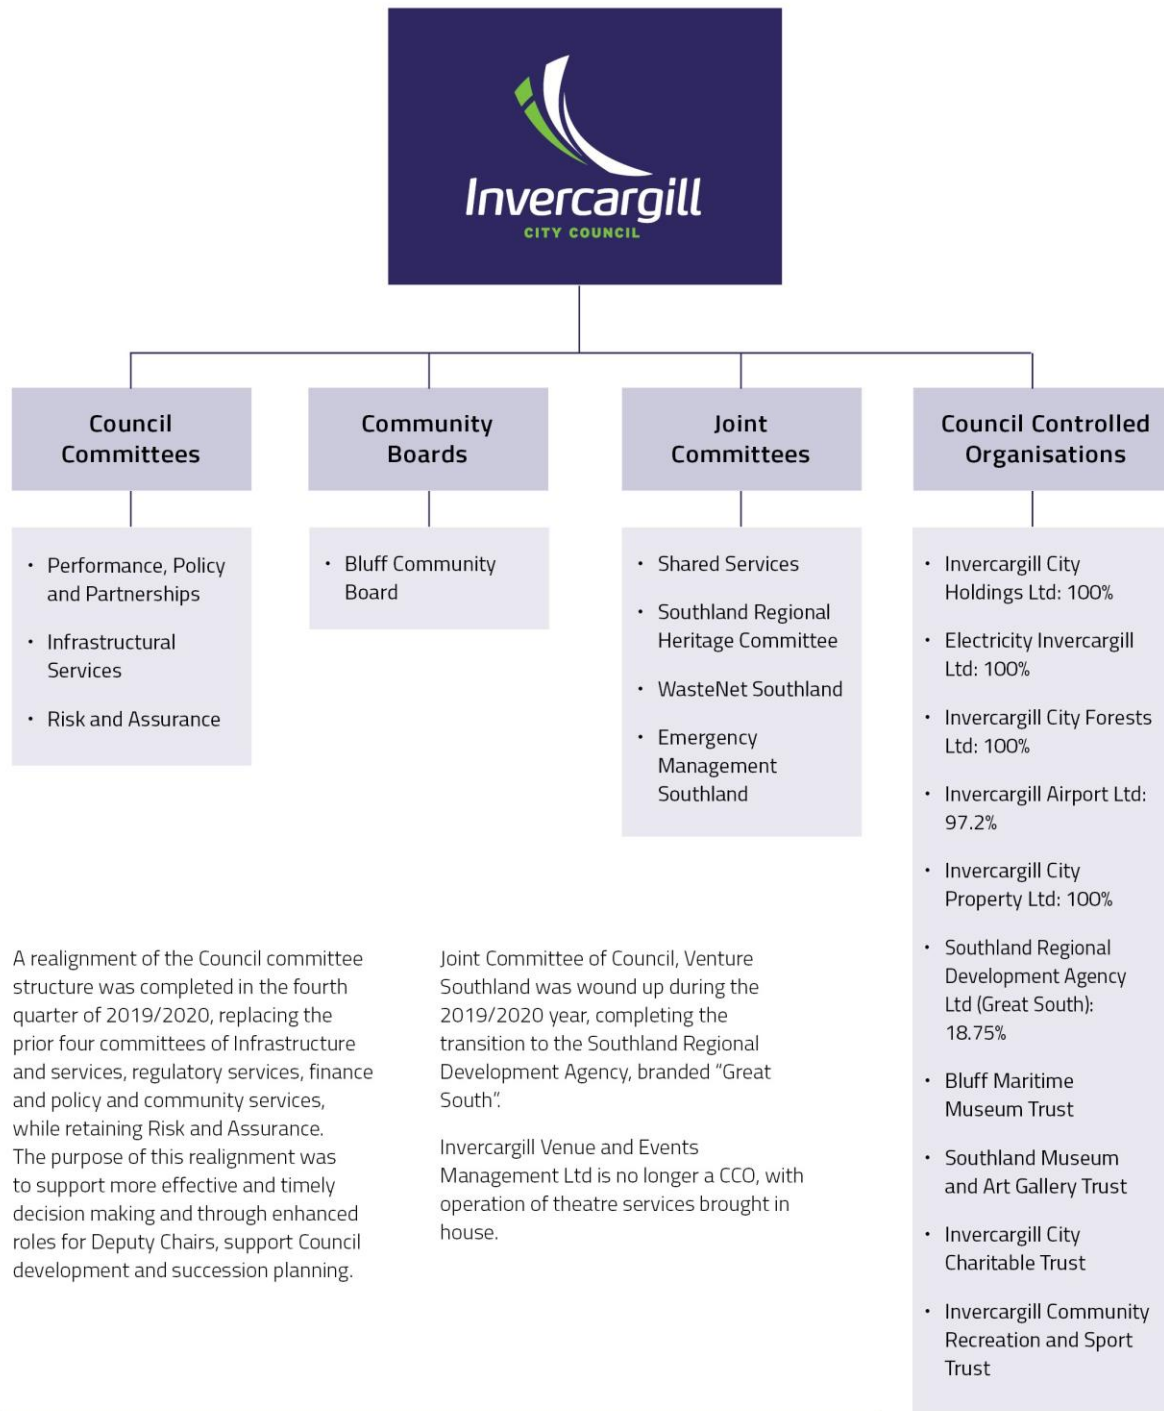 Invercargill
CITY COUNCIL
Council
Committees
• Performance, Policy
and Partnerships
• Infrastructural
Services
• Risk and Assurance
Community
Boards
• Bluff Community
Board
Joint
Committees
• Shared Services
• Southland Regional
Heritage Committee
• WasteNet Southland
• Emergency
Management
Southland
Council Controlled
Organisations
• Invercargill City
Holdings Ltd: 100%
• Electricity Invercargill
Ltd: 100%
• Invercargill City Forests
Ltd: 100%
• Invercargill Airport Ltd:
97.2%
• Invercargill City
Property Ltd: 100%
• Southland Regional
Development Agency
Ltd (Great South):
18.75%
• Bluff Maritime
Museum Trust
• Southland Museum
and Art Gallery Trust
• Invercargill City
Charitable Trust
• Invercargill Community
Recreation and Sport
Trust
A realignment of the Council committee
structure was completed in the fourth
quarter of 2019/2020, replacing the
prior four committees of Infrastructure
and services, regulatory services, finance
and policy and community services,
while retaining Risk and Assurance.
The purpose of this realignment was
to support more effective and timely
decision making and through enhanced
roles for Deputy Chairs, support Council
development and succession planning.
Joint Committee of Council, Venture
Southland was wound up during the
2019/2020 year, completing the
transition to the Southland Regional
Development Agency, branded “Great
South”.
Invercargill Venue and Events
Management Ltd is no longer a CCO, with
operation of theatre services brought in
house.